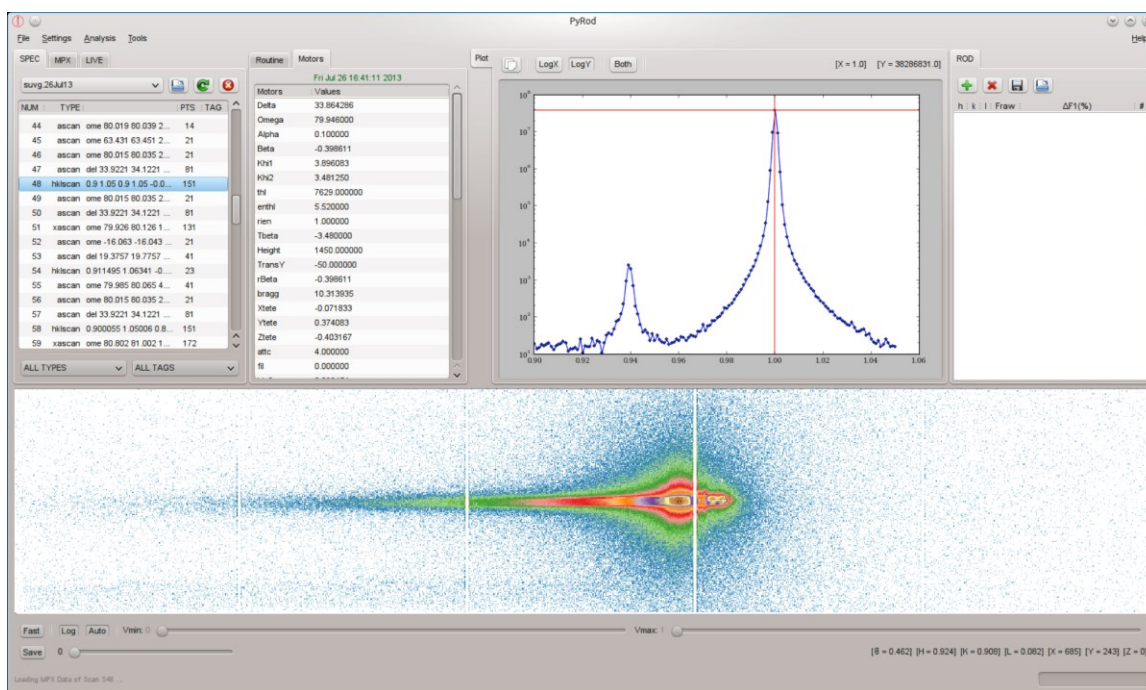 PyRod
File Settings Analysis Tools Help
SPEC MPX LIVE
suvg.26Jul13
NUM TYPE PTS TAG
44 ascan ome 80.019 80.039 2... 14
45 ascan ome 63.431 63.451 2... 21
46 ascan ome 80.015 80.035 2... 21
47 ascan del 33.9221 34.1221 ... 81
48 hklscan 0.9 1.05 0.9 1.05 -0.0... 151
49 ascan ome 80.015 80.035 2... 21
50 ascan del 33.9221 34.1221 ... 81
51 xascan ome 79.926 80.126 1... 131
52 ascan ome -16.063 -16.043 ... 21
53 ascan del 19.3757 19.7757 ... 41
54 hklscan 0.911495 1.06341 -0.... 23
55 ascan ome 79.985 80.065 4... 41
56 ascan ome 80.015 80.035 2... 21
57 ascan del 33.9221 34.1221 ... 81
58 hklscan 0.900055 1.05006 0.8... 151
59 xascan ome 80.802 81.002 1... 172
ALL TYPES ALL TAGS
Routine Motors
Fri Jul 26 16:41:11 2013
Motors Values
Delta 33.864286
Omega 79.946000
Alpha 0.100000
Beta -0.398611
Khi1 3.896083
Khi2 3.481250
thl 7629.000000
enthl 5.520000
rien 1.000000
Tbeta -3.480000
Height 1450.000000
TransY -50.000000
rBeta -0.398611
bragg 10.313935
Xtete -0.071833
Ytete 0.374083
Ztete -0.403167
attc 4.000000
fil 0.000000
Plot
LogX LogY Both [X = 1.0] [Y = 38286831.0]
10⁸
10⁷
10⁶
10⁵
10⁴
10³
10²
10¹
0.90 0.92 0.94 0.96 0.98 1.00 1.02 1.04 1.06
ROD
h k l Fraw ΔF1(%) #
Fast Log Auto Vmin: 0 Vmax: 1
Save 0 [θ = 0.462] [H = 0.924] [K = 0.908] [L = 0.082] [X = 685] [Y = 243] [Z = 0]
Loading MPX Data of Scan S48 ...